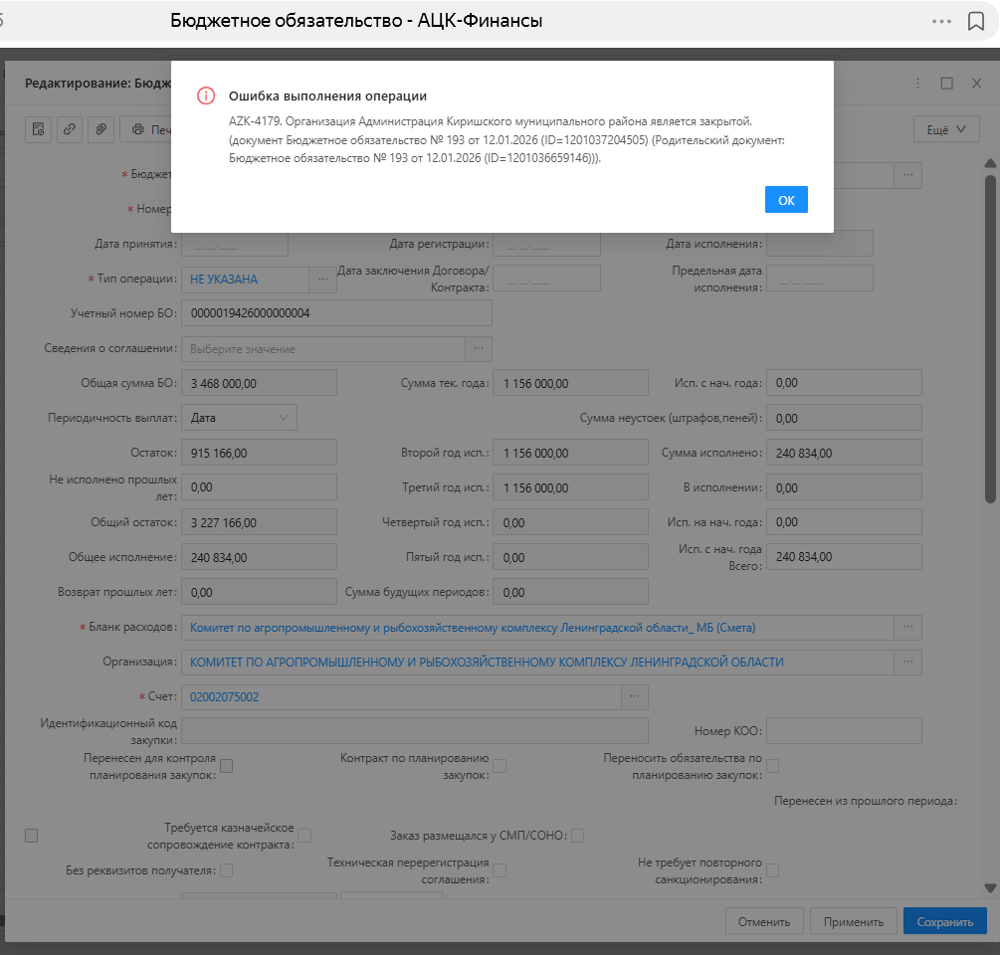 Бюджетное обязательство - АЦК-Финансы
Редактирование: Бюдж
Ошибка выполнения операции
AZK-4179. Организация Администрация Киришского муниципального района является закрытой.
(документ Бюджетное обязательство № 193 от 12.01.2026 (ID=1201037204505) (Родительский документ:
Бюджетное обязательство № 193 от 12.01.2026 (ID=1201036659146))).
OK
Печ
Ещё
* Бюджет
* Номер
Дата принятия: __.__.____ Дата регистрации: __.__.____ Дата исполнения:
* Тип операции: НЕ УКАЗАНА ... Дата заключения Договора/
Контракта: __.__.____ Предельная дата
исполнения: __.__.____
Учетный номер БО: 0000019426000000004
Сведения о соглашении: Выберите значение ...
Общая сумма БО: 3 468 000,00 Сумма тек. года: 1 156 000,00 Исп. с нач. года: 0,00
Периодичность выплат: Дата Сумма неустоек (штрафов,пеней): 0,00
Остаток: 915 166,00 Второй год исп.: 1 156 000,00 Сумма исполнено: 240 834,00
Не исполнено прошлых
лет: 0,00 Третий год исп.: 1 156 000,00 В исполнении: 0,00
Общий остаток: 3 227 166,00 Четвертый год исп.: 0,00 Исп. на нач. года: 0,00
Общее исполнение: 240 834,00 Пятый год исп.: 0,00 Исп. с нач. года
Всего: 240 834,00
Возврат прошлых лет: 0,00 Сумма будущих периодов: 0,00
* Бланк расходов: Комитет по агропромышленному и рыбохозяйственному комплексу Ленинградской области_ МБ (Смета) ...
Организация: КОМИТЕТ ПО АГРОПРОМЫШЛЕННОМУ И РЫБОХОЗЯЙСТВЕННОМУ КОМПЛЕКСУ ЛЕНИНГРАДСКОЙ ОБЛАСТИ ...
* Счет: 02002075002 ...
Идентификационный код
закупки: Номер КОО:
Перенесен для контроля
планирования закупок: Контракт по планированию
закупок: Переносить обязательства по
планированию закупок:
Перенесен из прошлого периода:
Требуется казначейское
сопровождение контракта: Заказ размещался у СМП/СОНО:
Без реквизитов получателя: Техническая перерегистрация
соглашения: Не требует повторного
санкционирования:
Отменить Применить Сохранить